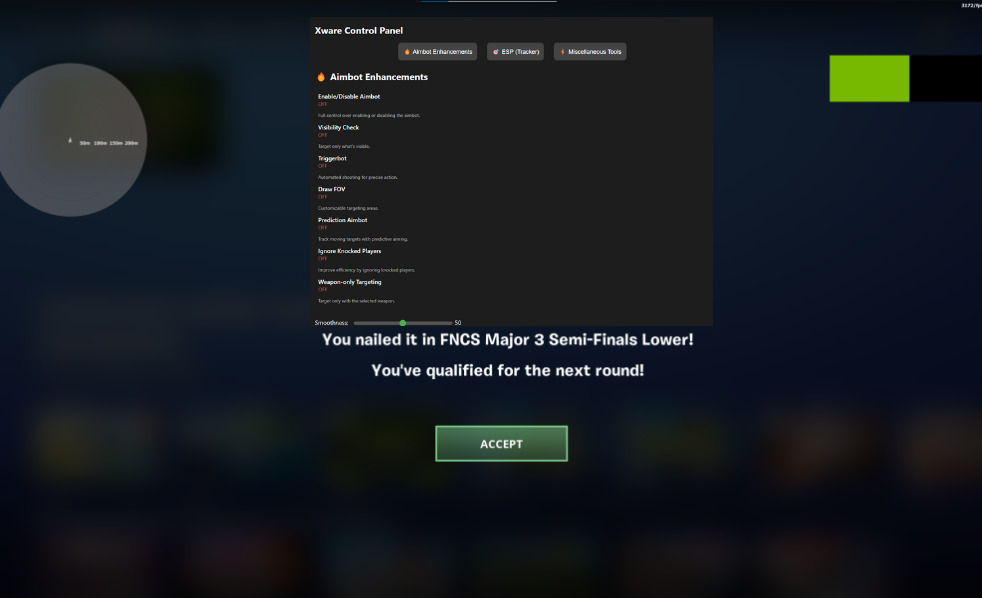 3172/fps
Xware Control Panel
Aimbot Enhancements ESP (Tracker) Miscellaneous Tools
Aimbot Enhancements
Enable/Disable Aimbot
OFF
Full control over enabling or disabling the aimbot.
Visibility Check
OFF
Target only what's visible.
Triggerbot
OFF
Automated shooting for precise action.
Draw FOV
OFF
Customizable targeting areas.
Prediction Aimbot
OFF
Track moving targets with predictive aiming.
Ignore Knocked Players
OFF
Improve efficiency by ignoring knocked players.
Weapon-only Targeting
OFF
Target only with the selected weapon.
Smoothness: 50
50m 100m 150m 200m
You nailed it in FNCS Major 3 Semi-Finals Lower!
You've qualified for the next round!
ACCEPT